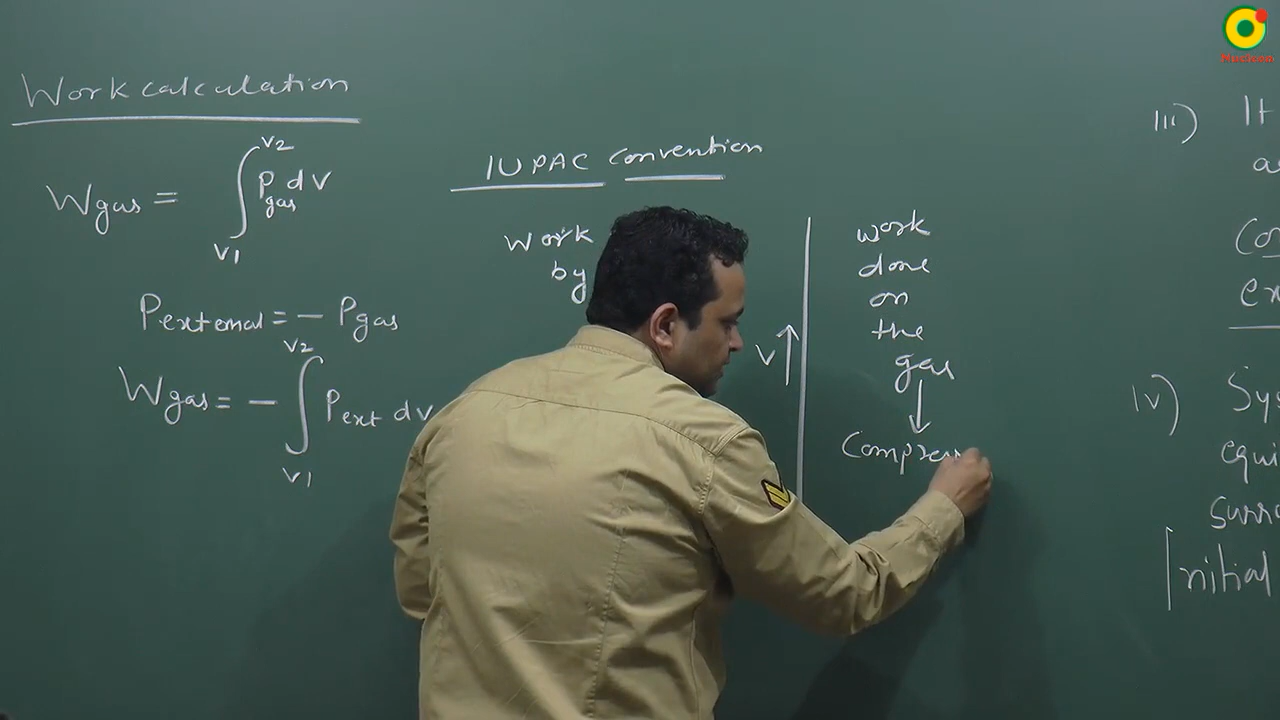 Work calculation
Wgas = ∫ V2 V1 Pgas dV
Pexternal = - Pgas
Wgas = - ∫ V2 V1 Pext dV
IUPAC Convention
Work
by
V ↑
work
done
on
the
gas
↓
Compress
III) It
iv)
equi
surro
Initial
Nucleon